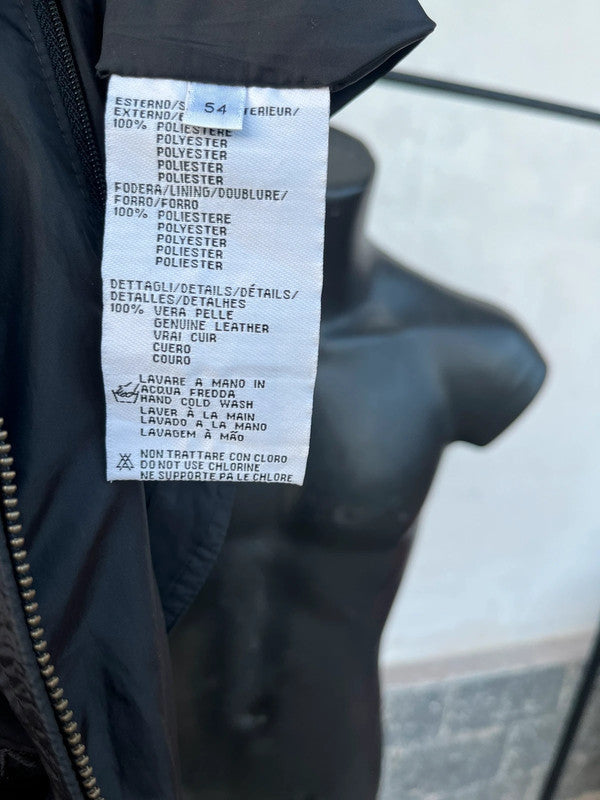 54
ESTERNO/S TERIEUR/
EXTERNO/E
100% POLIESTERE
POLYESTER
POLYESTER
POLIESTER
POLIESTER
FODERA/LINING/DOUBLURE/
FORRO/FORRO
100% POLIESTERE
POLYESTER
POLYESTER
POLIESTER
POLIESTER
DETTAGLI/DETAILS/DÉTAILS/
DETALLES/DETALHES
100% VERA PELLE
GENUINE LEATHER
VRAI CUIR
CUERO
COURO
LAVARE A MANO IN
ACQUA FREDDA
HAND COLD WASH
LAVER À LA MAIN
LAVADO A LA MANO
LAVAGEM À MÃO
NON TRATTARE CON CLORO
DO NOT USE CHLORINE
NE SUPPORTE PA LE CHLORE